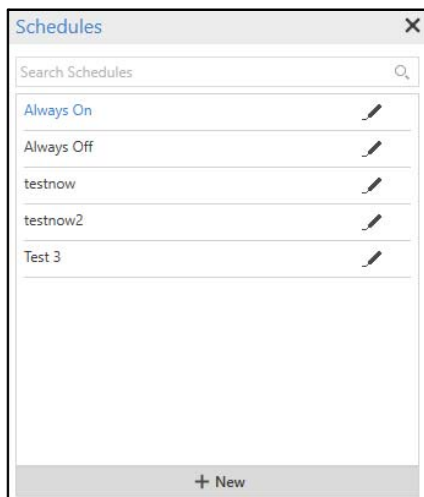 Schedules
Search Schedules
Always On
Always Off
testnow
testnow2
Test 3
+ New